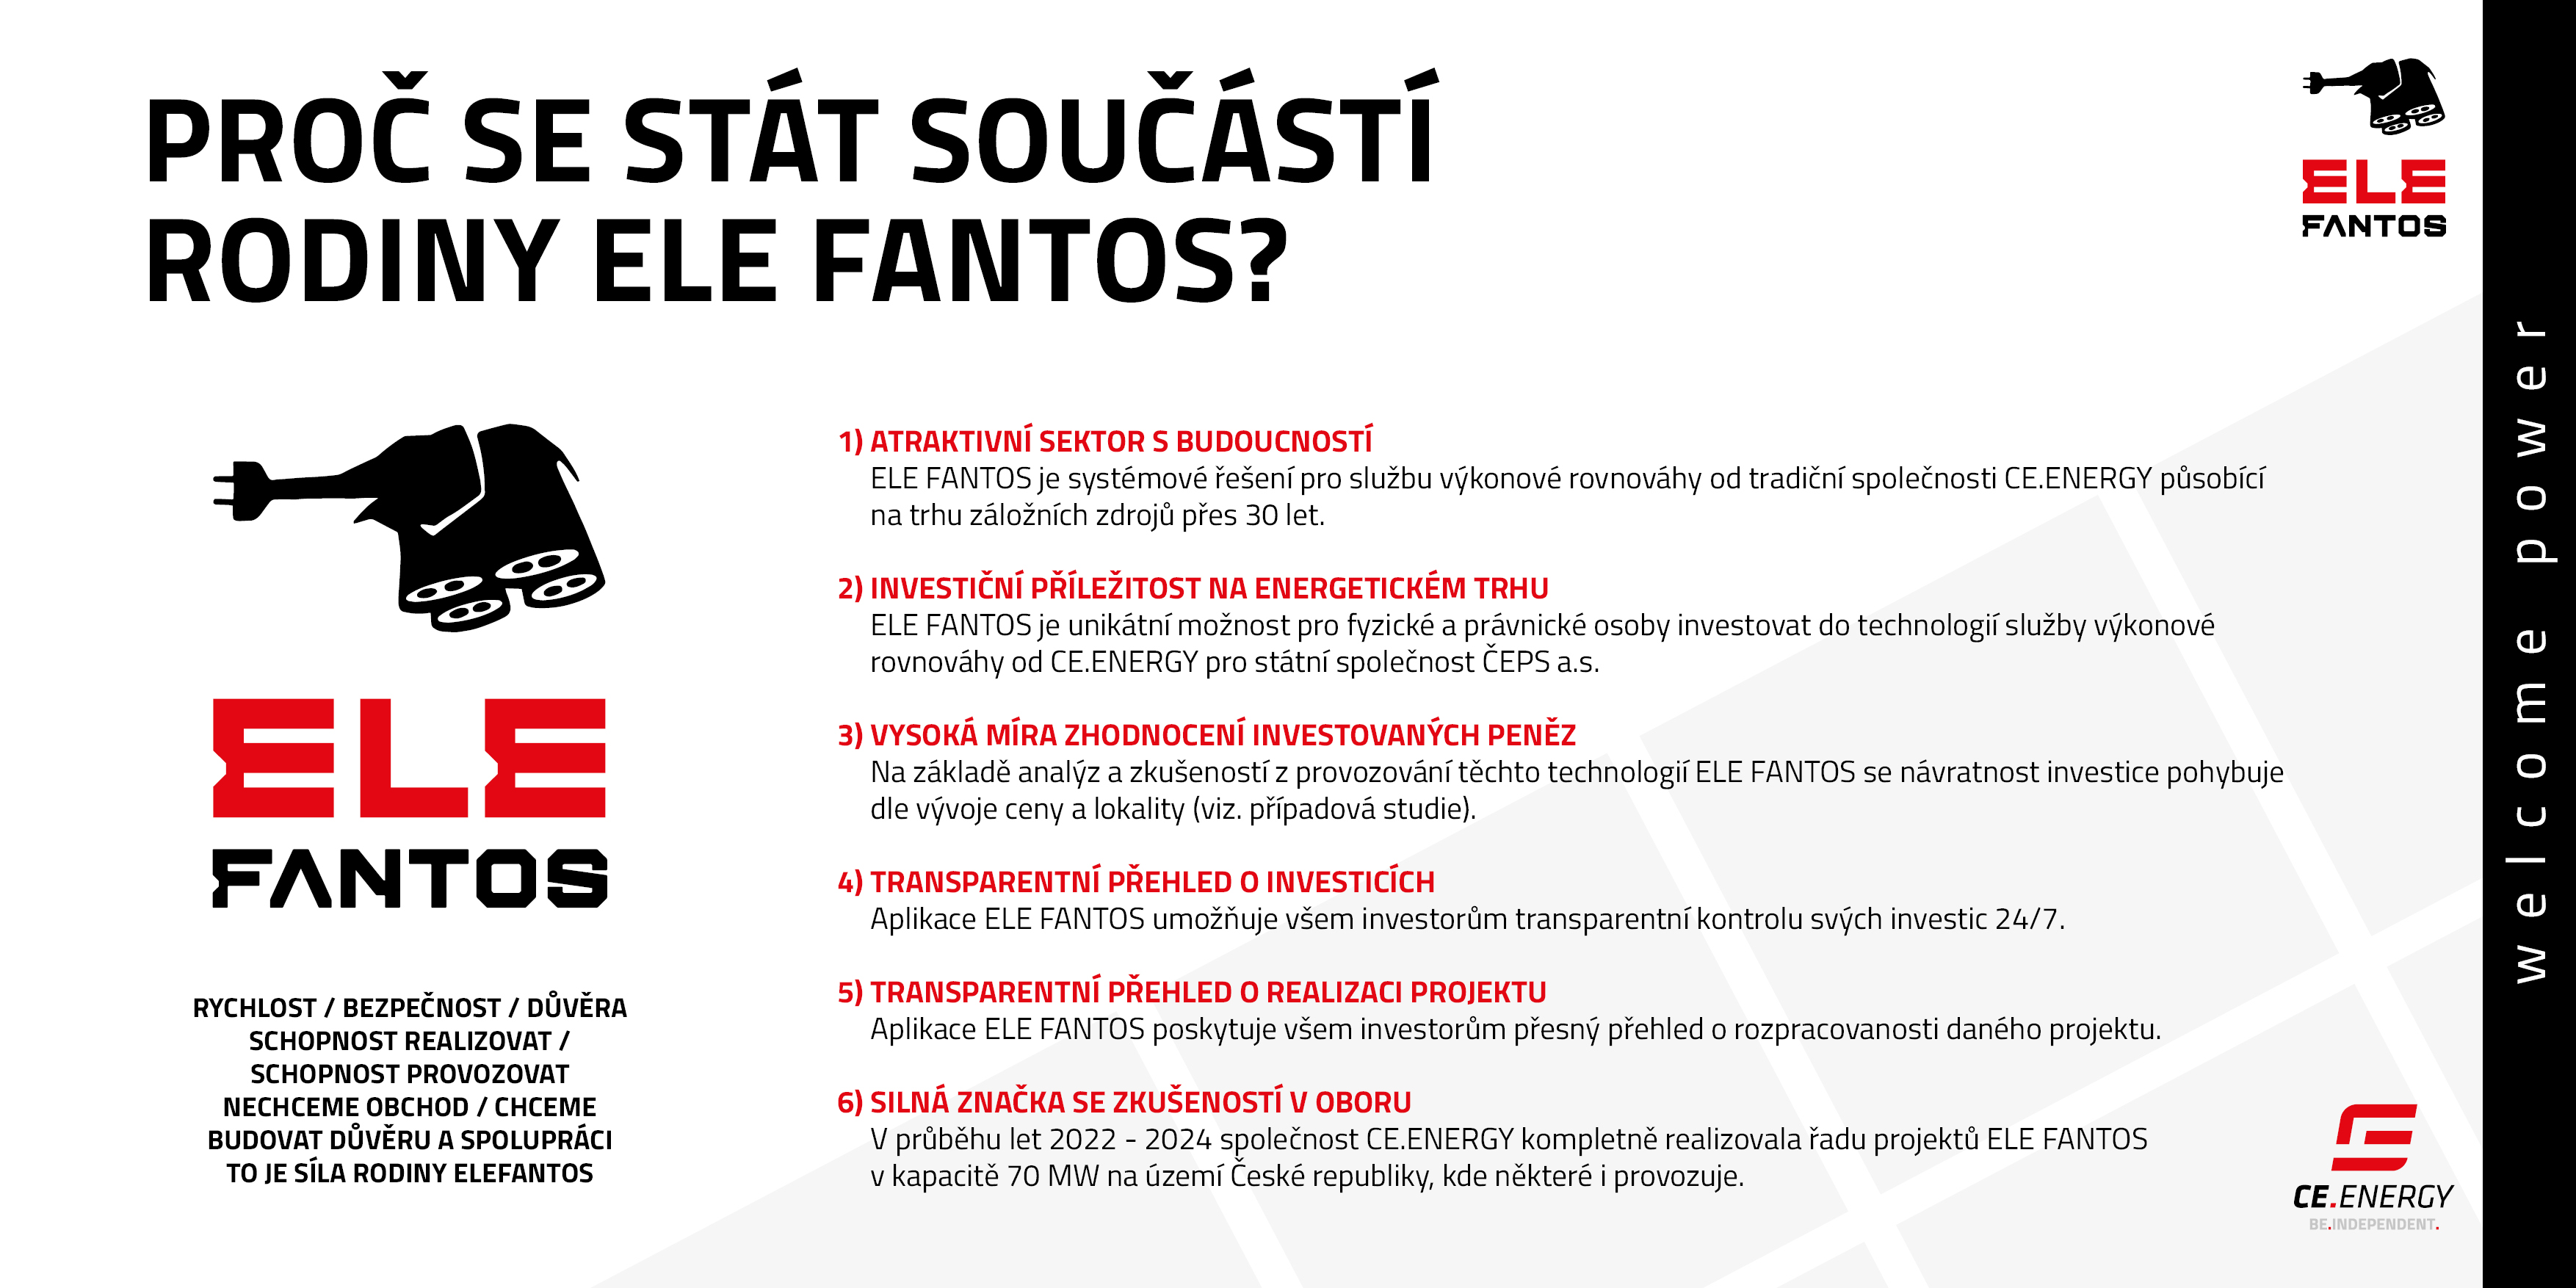 PROČ SE STÁT SOUČÁSTÍ
RODINY ELE FANTOS?
ELE
FANTOS
ELE
FANTOS
RYCHLOST / BEZPEČNOST / DŮVĚRA
SCHOPNOST REALIZOVAT /
SCHOPNOST PROVOZOVAT
NECHCEME OBCHOD / CHCEME
BUDOVAT DŮVĚRU A SPOLUPRÁCI
TO JE SÍLA RODINY ELEFANTOS
1) ATRAKTIVNÍ SEKTOR S BUDOUCNOSTÍ
ELE FANTOS je systémové řešení pro službu výkonové rovnováhy od tradiční společnosti CE.ENERGY působící
na trhu záložních zdrojů přes 30 let.
2) INVESTIČNÍ PŘÍLEŽITOST NA ENERGETICKÉM TRHU
ELE FANTOS je unikátní možnost pro fyzické a právnické osoby investovat do technologií služby výkonové
rovnováhy od CE.ENERGY pro státní společnost ČEPS a.s.
3) VYSOKÁ MÍRA ZHODNOCENÍ INVESTOVANÝCH PENĚZ
Na základě analýz a zkušeností z provozování těchto technologií ELE FANTOS se návratnost investice pohybuje
dle vývoje ceny a lokality (viz. případová studie).
4) TRANSPARENTNÍ PŘEHLED O INVESTICÍCH
Aplikace ELE FANTOS umožňuje všem investorům transparentní kontrolu svých investic 24/7.
5) TRANSPARENTNÍ PŘEHLED O REALIZACI PROJEKTU
Aplikace ELE FANTOS poskytuje všem investorům přesný přehled o rozpracovanosti daného projektu.
6) SILNÁ ZNAČKA SE ZKUŠENOSTÍ V OBORU
V průběhu let 2022 - 2024 společnost CE.ENERGY kompletně realizovala řadu projektů ELE FANTOS
v kapacitě 70 MW na území České republiky, kde některé i provozuje.
CE.ENERGY
BE.INDEPENDENT.
welcome power